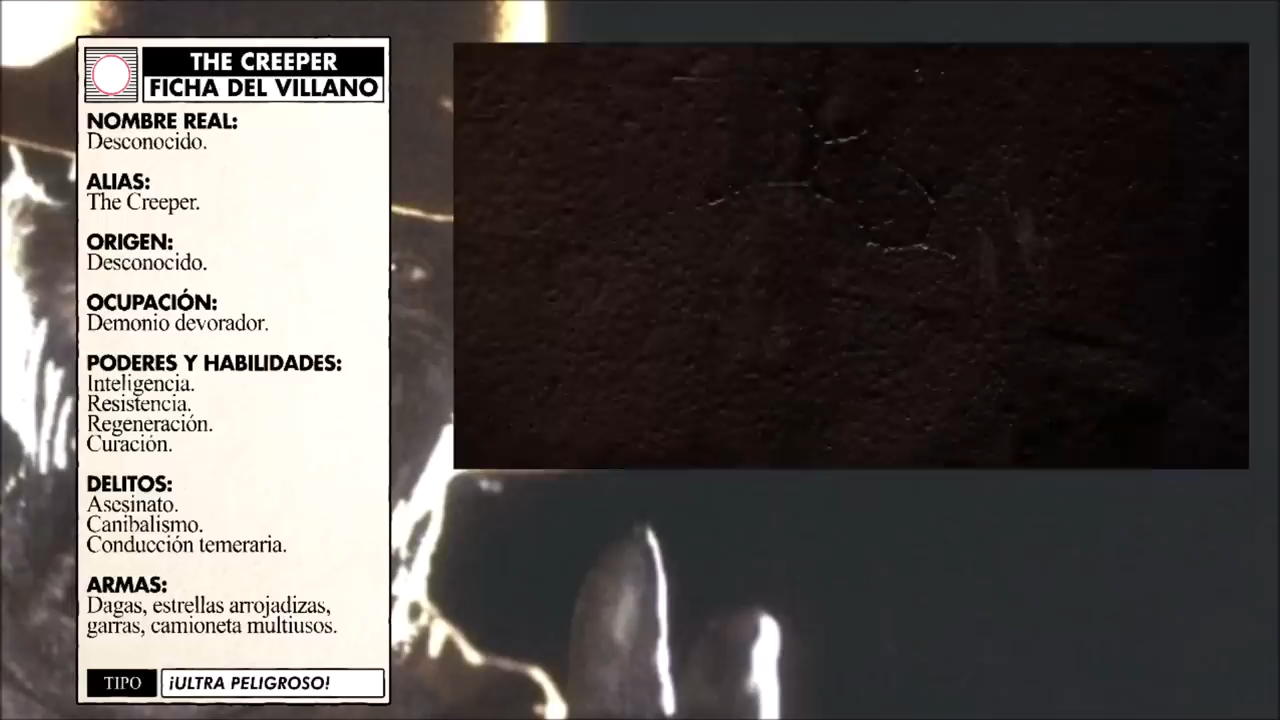 THE CREEPER
FICHA DEL VILLANO
NOMBRE REAL:
Desconocido.
ALIAS:
The Creeper.
ORIGEN:
Desconocido.
OCUPACIÓN:
Demonio devorador.
PODERES Y HABILIDADES:
Inteligencia.
Resistencia.
Regeneración.
Curación.
DELITOS:
Asesinato.
Canibalismo.
Conducción temeraria.
ARMAS:
Dagas, estrellas arrojadizas,
garras, camioneta multiusos.
TIPO ¡ULTRA PELIGROSO!